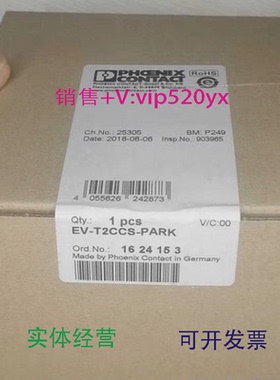 PHOENIX
CONTACT
RoHS
销售+V:vip520yx
Ch.No.: 25305
BM: P249
Date: 2018-06-06
Insp.No.: 903965
4 055626 242873
Qty.: 1 pcs
V/C:00
EV-T2CCS-PARK
Ord.No.: 16 24 15 3
Made by Phoenix Contact in Germany
实体经营
可开发票